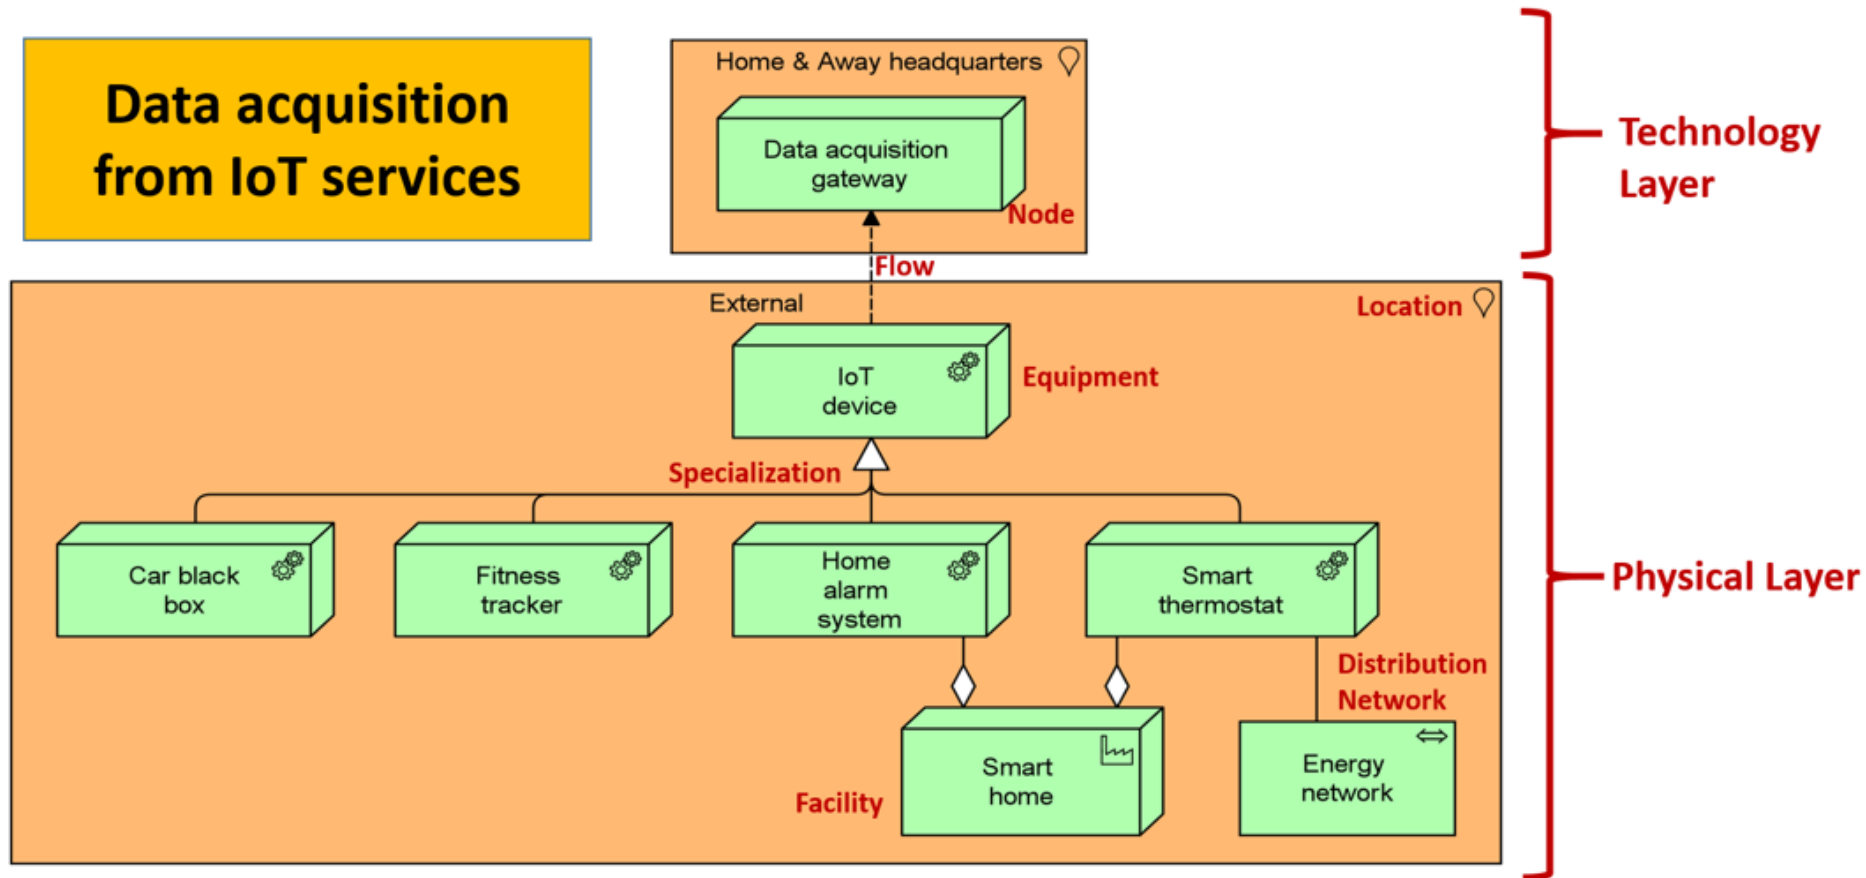 Data acquisition
from IoT services
Home & Away headquarters
Data acquisition
gateway
Node
Technology
Layer
Flow
External
Location
IoT
device
Equipment
Specialization
Car black
box
Fitness
tracker
Home
alarm
system
Smart
thermostat
Physical Layer
Distribution
Network
Smart
home
Facility
Energy
network